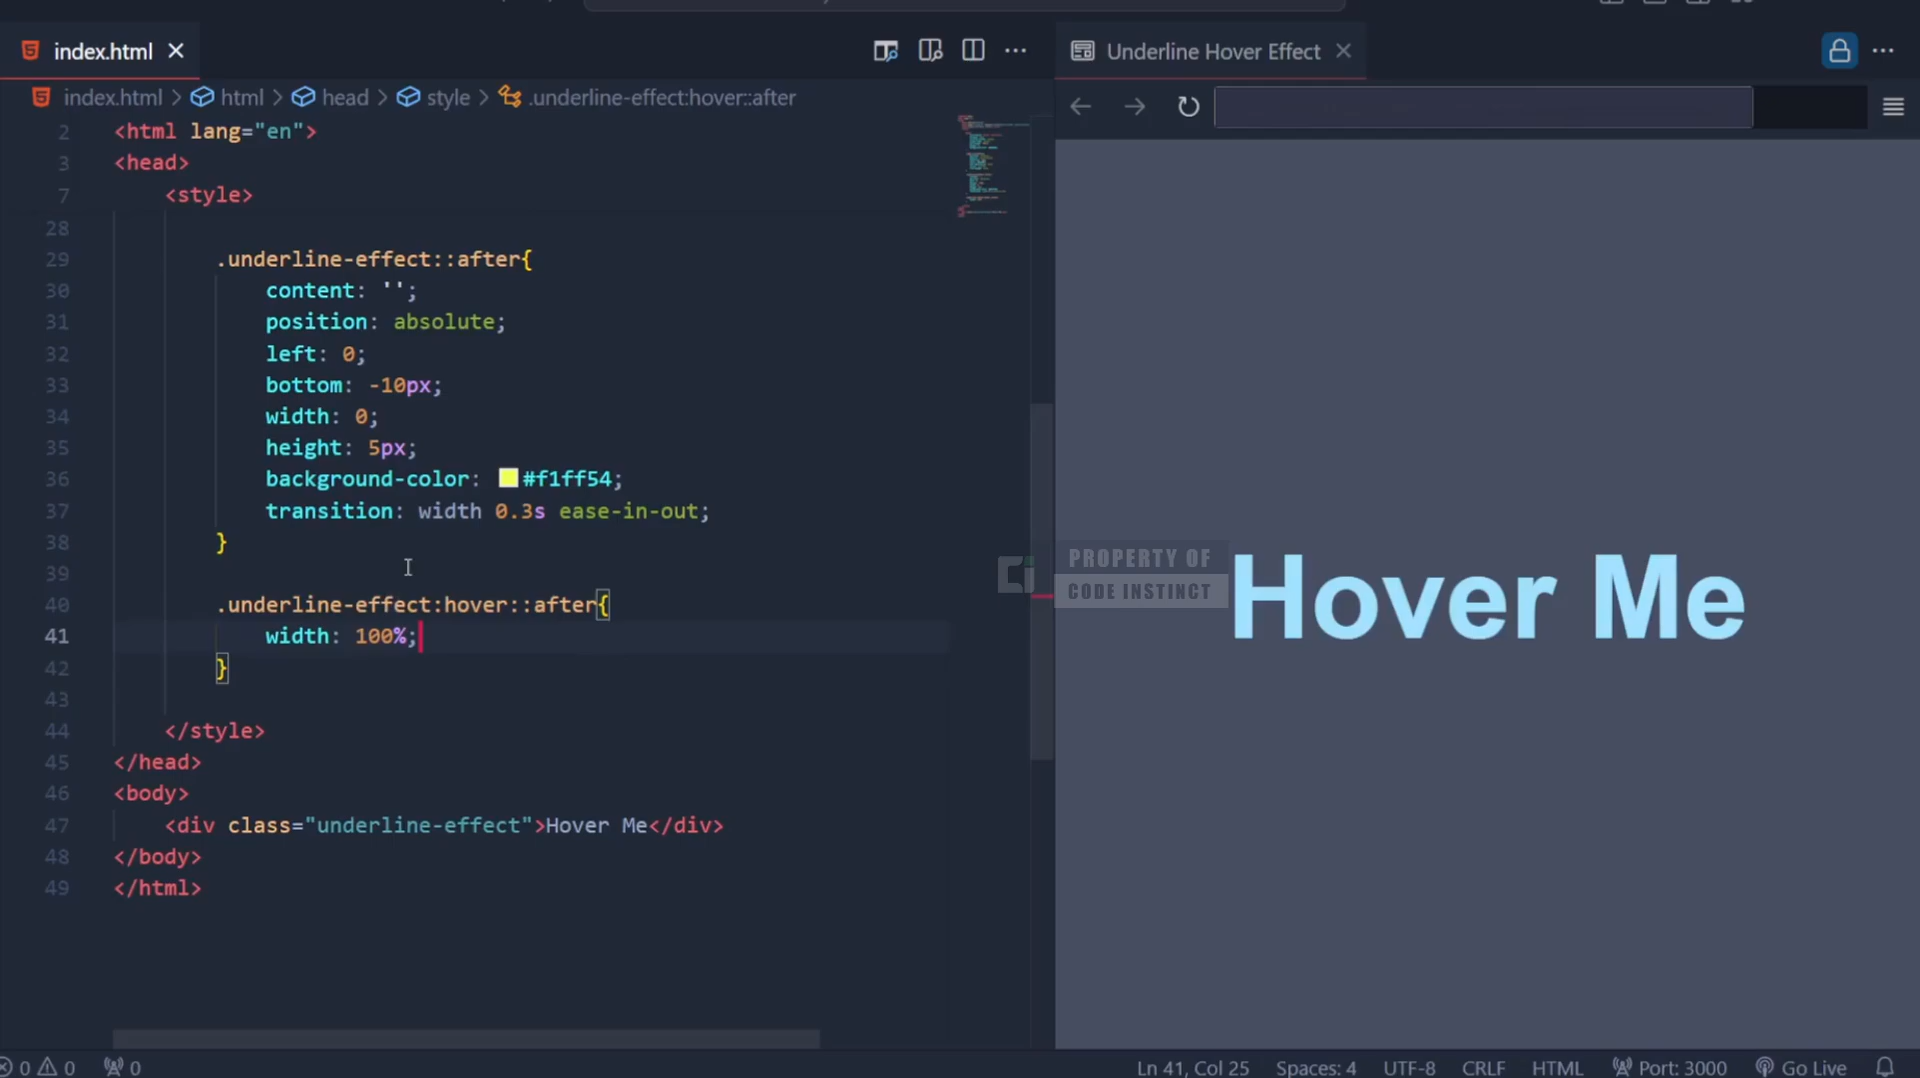 index.html
index.html > html > head > style > .underline-effect:hover::after
2 <html lang="en">
3 <head>
7 <style>
28
29 .underline-effect::after{
30 content: '';
31 position: absolute;
32 left: 0;
33 bottom: -10px;
34 width: 0;
35 height: 5px;
36 background-color: #f1ff54;
37 transition: width 0.3s ease-in-out;
38 }
39
40 .underline-effect:hover::after{
41 width: 100%;
42 }
43
44 </style>
45 </head>
46 <body>
47 <div class="underline-effect">Hover Me</div>
48 </body>
49 </html>
Underline Hover Effect
PROPERTY OF
CODE INSTINCT
Hover Me
0 0 0 Ln 41, Col 25 Spaces: 4 UTF-8 CRLF HTML Port: 3000 Go Live